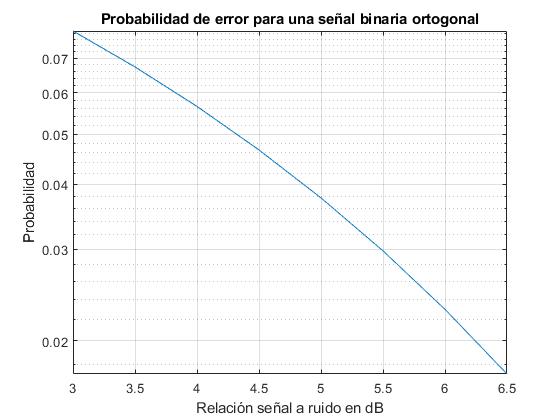 Probabilidad de error para una señal binaria ortogonal
0.07
0.06
0.05
0.04
0.03
0.02
Probabilidad
3 3.5 4 4.5 5 5.5 6 6.5
Relación señal a ruido en dB